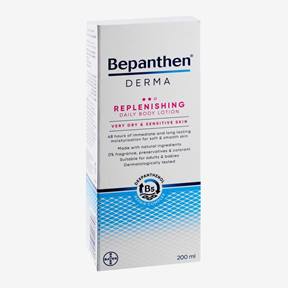 Bepanthen®
DERMA
REPLENISHING
DAILY BODY LOTION
VERY DRY & SENSITIVE SKIN
48 hours of immediate and long lasting
moisturisation for soft & smooth skin
Made with natural ingredients
0% fragrance, preservatives & colorant
Suitable for adults & babies
Dermatologically tested
DEXPANTHENOL
B5
BAYER
200 ml